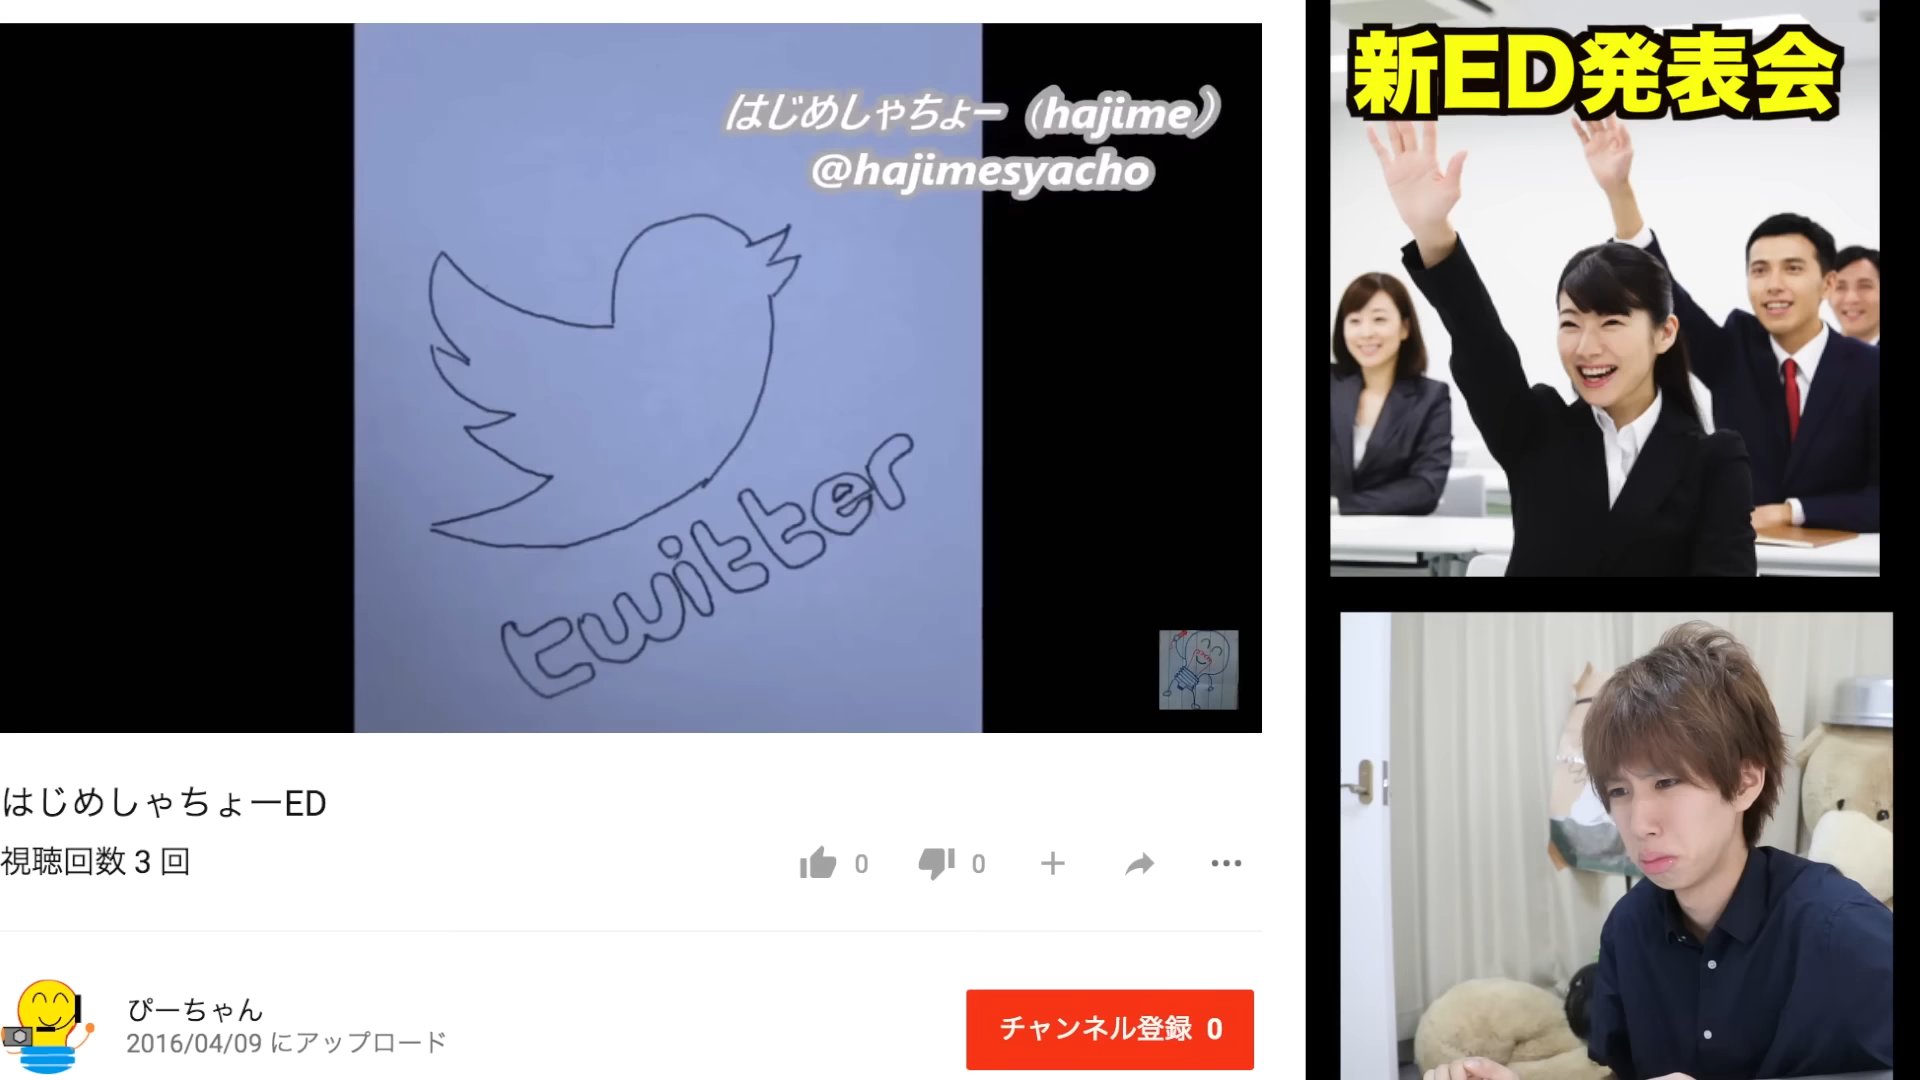 はじめしゃちょー（hajime）
@hajimesyacho
twitter
はじめしゃちょーED
視聴回数 3 回
0
0
ぴーちゃん
2016/04/09 にアップロード
チャンネル登録 0
新ED発表会